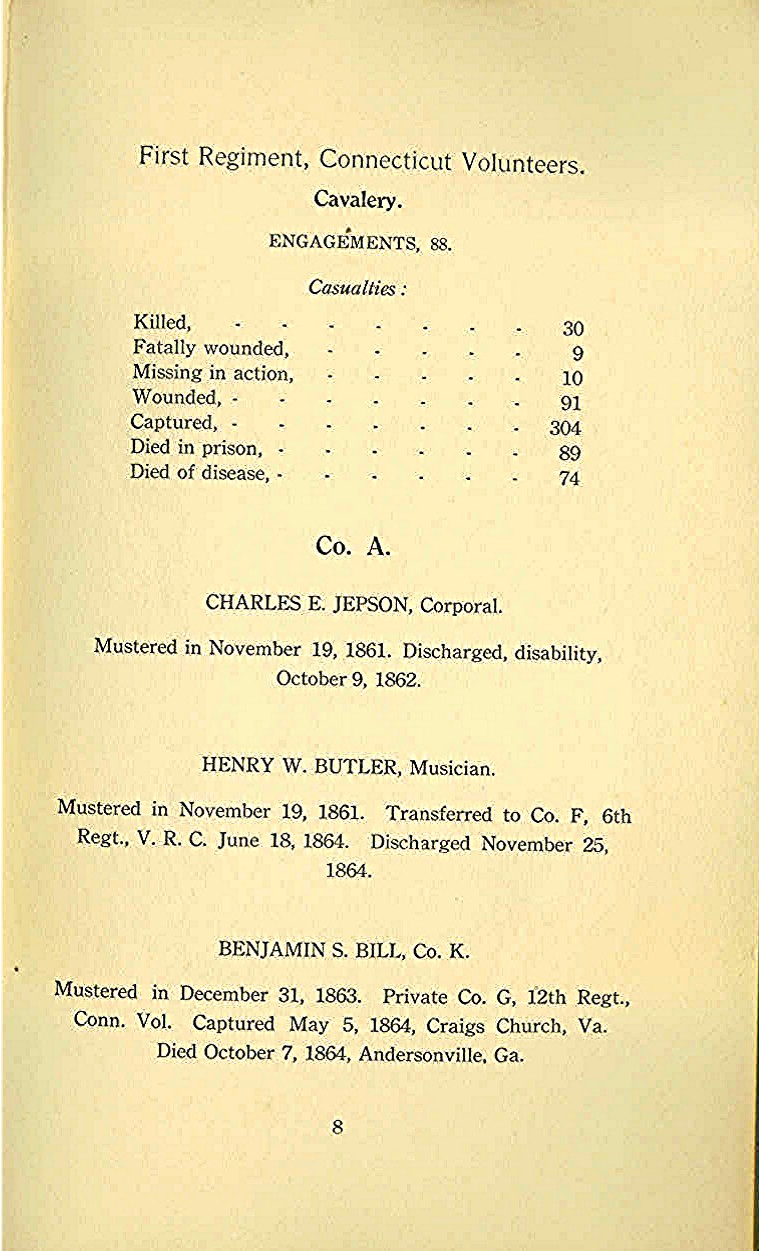 First Regiment, Connecticut Volunteers.
Cavalery.
ENGAGEMENTS, 88.
Casualties:
Killed, - - - - - - - 30
Fatally wounded, - - - - - 9
Missing in action, - - - - - 10
Wounded, - - - - - - - 91
Captured, - - - - - - - 304
Died in prison, - - - - - - 89
Died of disease, - - - - - - 74
Co. A.
CHARLES E. JEPSON, Corporal.
Mustered in November 19, 1861. Discharged, disability,
October 9, 1862.
HENRY W. BUTLER, Musician.
Mustered in November 19, 1861. Transferred to Co. F, 6th
Regt., V. R. C. June 18, 1864. Discharged November 25,
1864.
BENJAMIN S. BILL, Co. K.
Mustered in December 31, 1863. Private Co. G, 12th Regt.,
Conn. Vol. Captured May 5, 1864, Craigs Church, Va.
Died October 7, 1864, Andersonville, Ga.
8